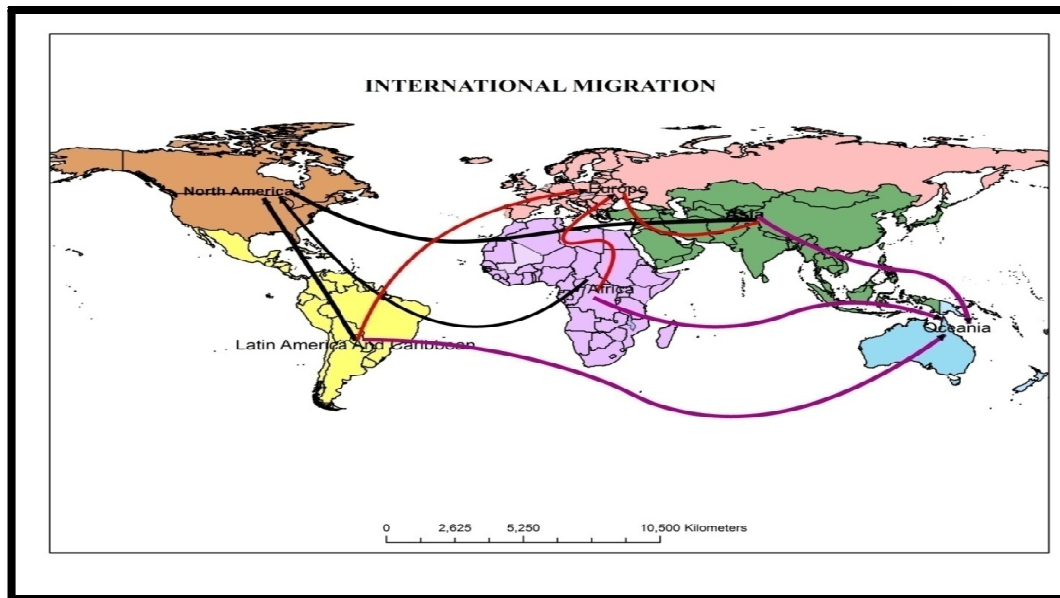 INTERNATIONAL MIGRATION
North America
Europe
Asia
Africa
Oceania
Latin America And Caribbean
0 2,625 5,250 10,500 Kilometers